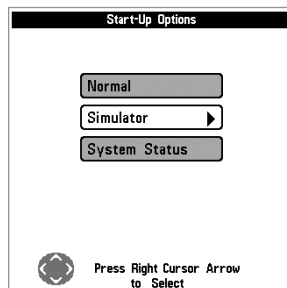 Start-Up Options
Normal
Simulator
System Status
Press Right Cursor Arrow
to Select